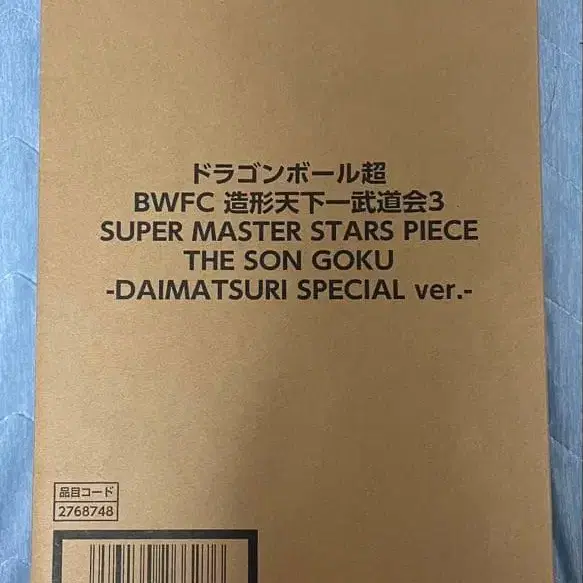 ドラゴンボール超
BWFC 造形天下一武道会3
SUPER MASTER STARS PIECE
THE SON GOKU
-DAIMATSURI SPECIAL ver.-
品目コード
2768748